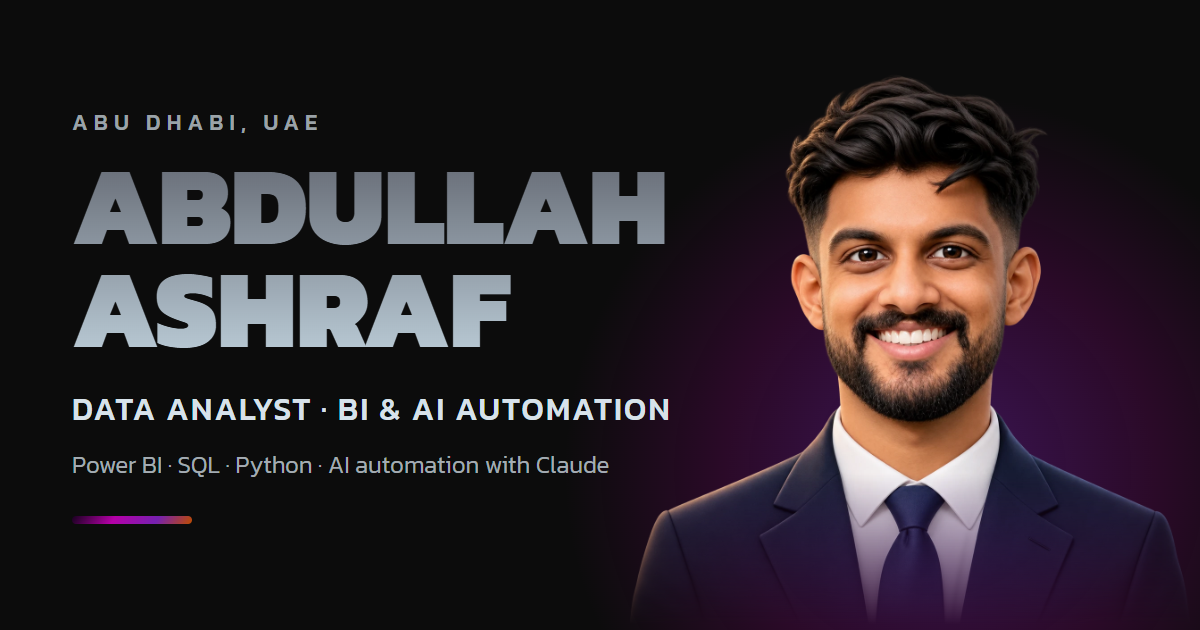 ABU DHABI, UAE
ABDULLAH
ASHRAF
DATA ANALYST · BI & AI AUTOMATION
Power BI · SQL · Python · AI automation with Claude